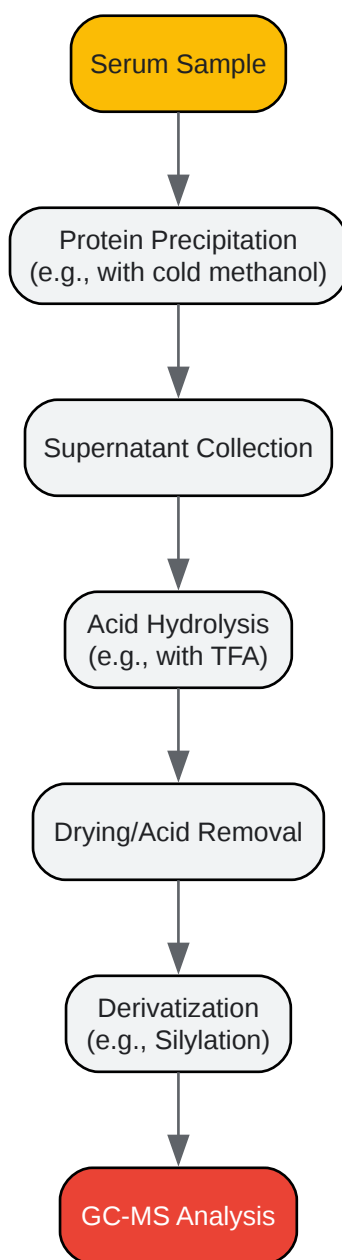 Serum Sample
Protein Precipitation
(e.g., with cold methanol)
Supernatant Collection
Acid Hydrolysis
(e.g., with TFA)
Drying/Acid Removal
Derivatization
(e.g., Silylation)
GC-MS Analysis